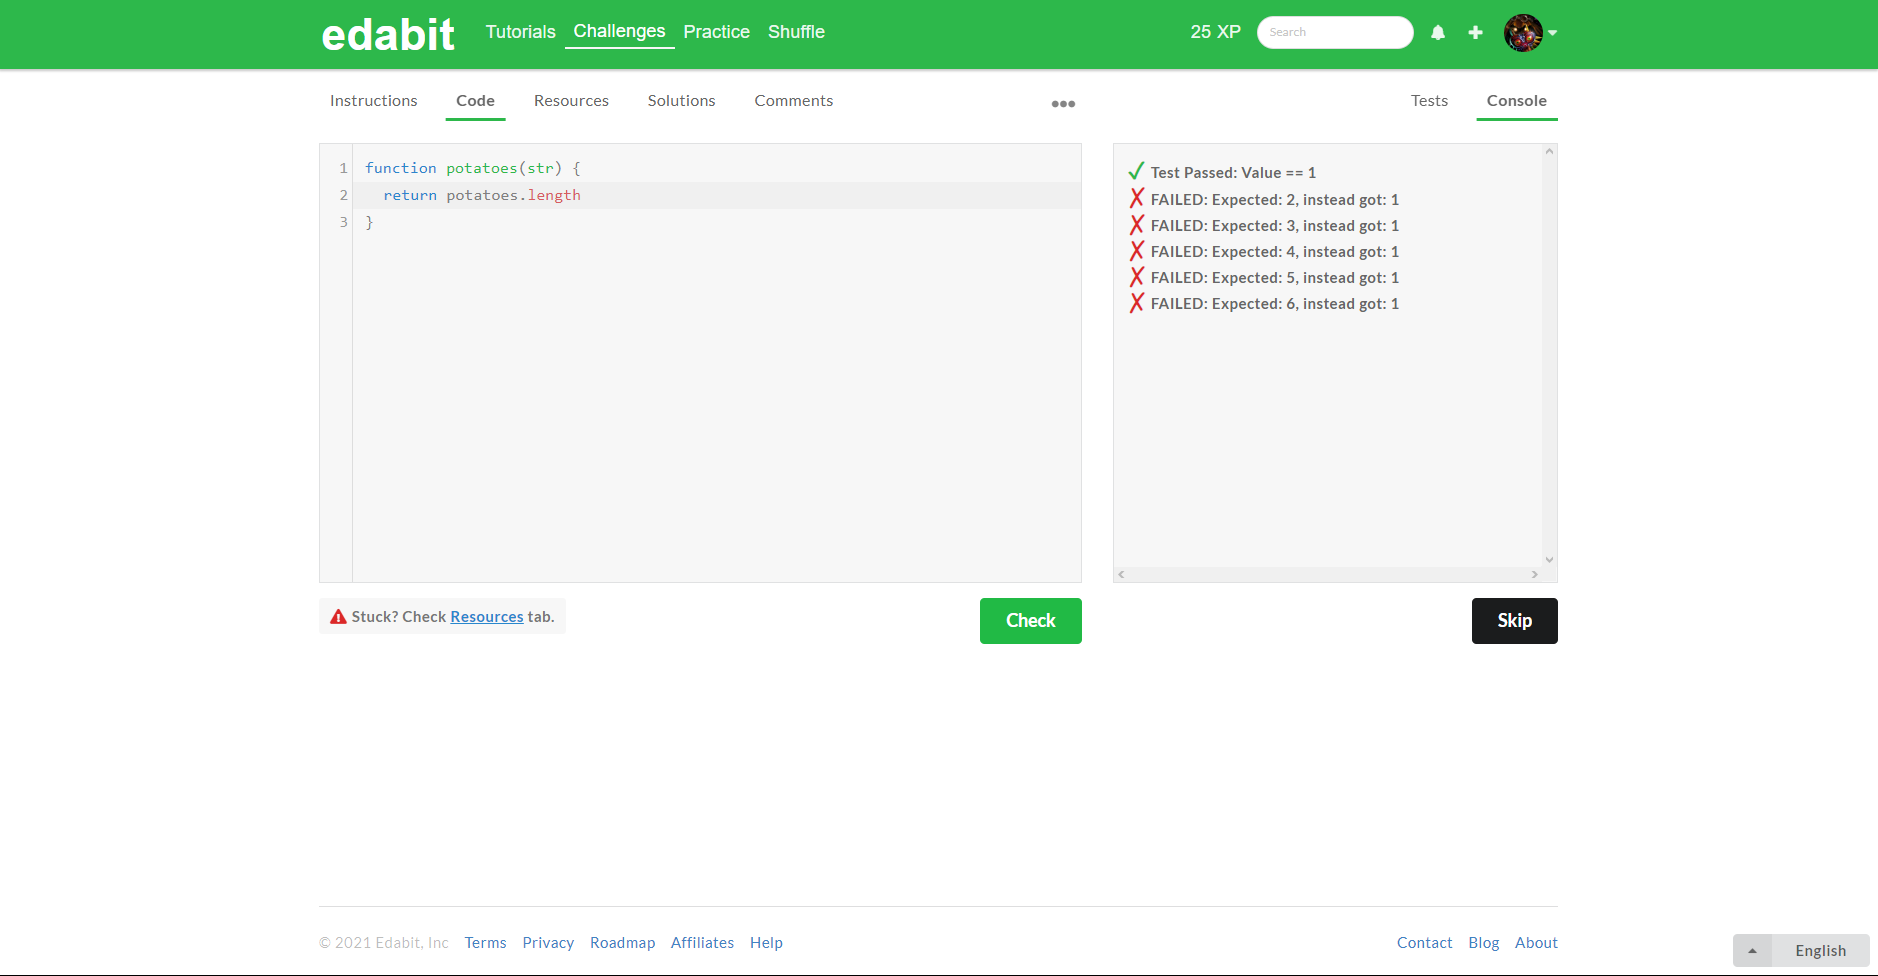 edabit Tutorials Challenges Practice Shuffle 25 XP Search
Instructions Code Resources Solutions Comments Tests Console
1 function potatoes(str) {
2 return potatoes.length
3 }
Test Passed: Value == 1
FAILED: Expected: 2, instead got: 1
FAILED: Expected: 3, instead got: 1
FAILED: Expected: 4, instead got: 1
FAILED: Expected: 5, instead got: 1
FAILED: Expected: 6, instead got: 1
Stuck? Check Resources tab.
Check
Skip
© 2021 Edabit, Inc Terms Privacy Roadmap Affiliates Help Contact Blog About
English